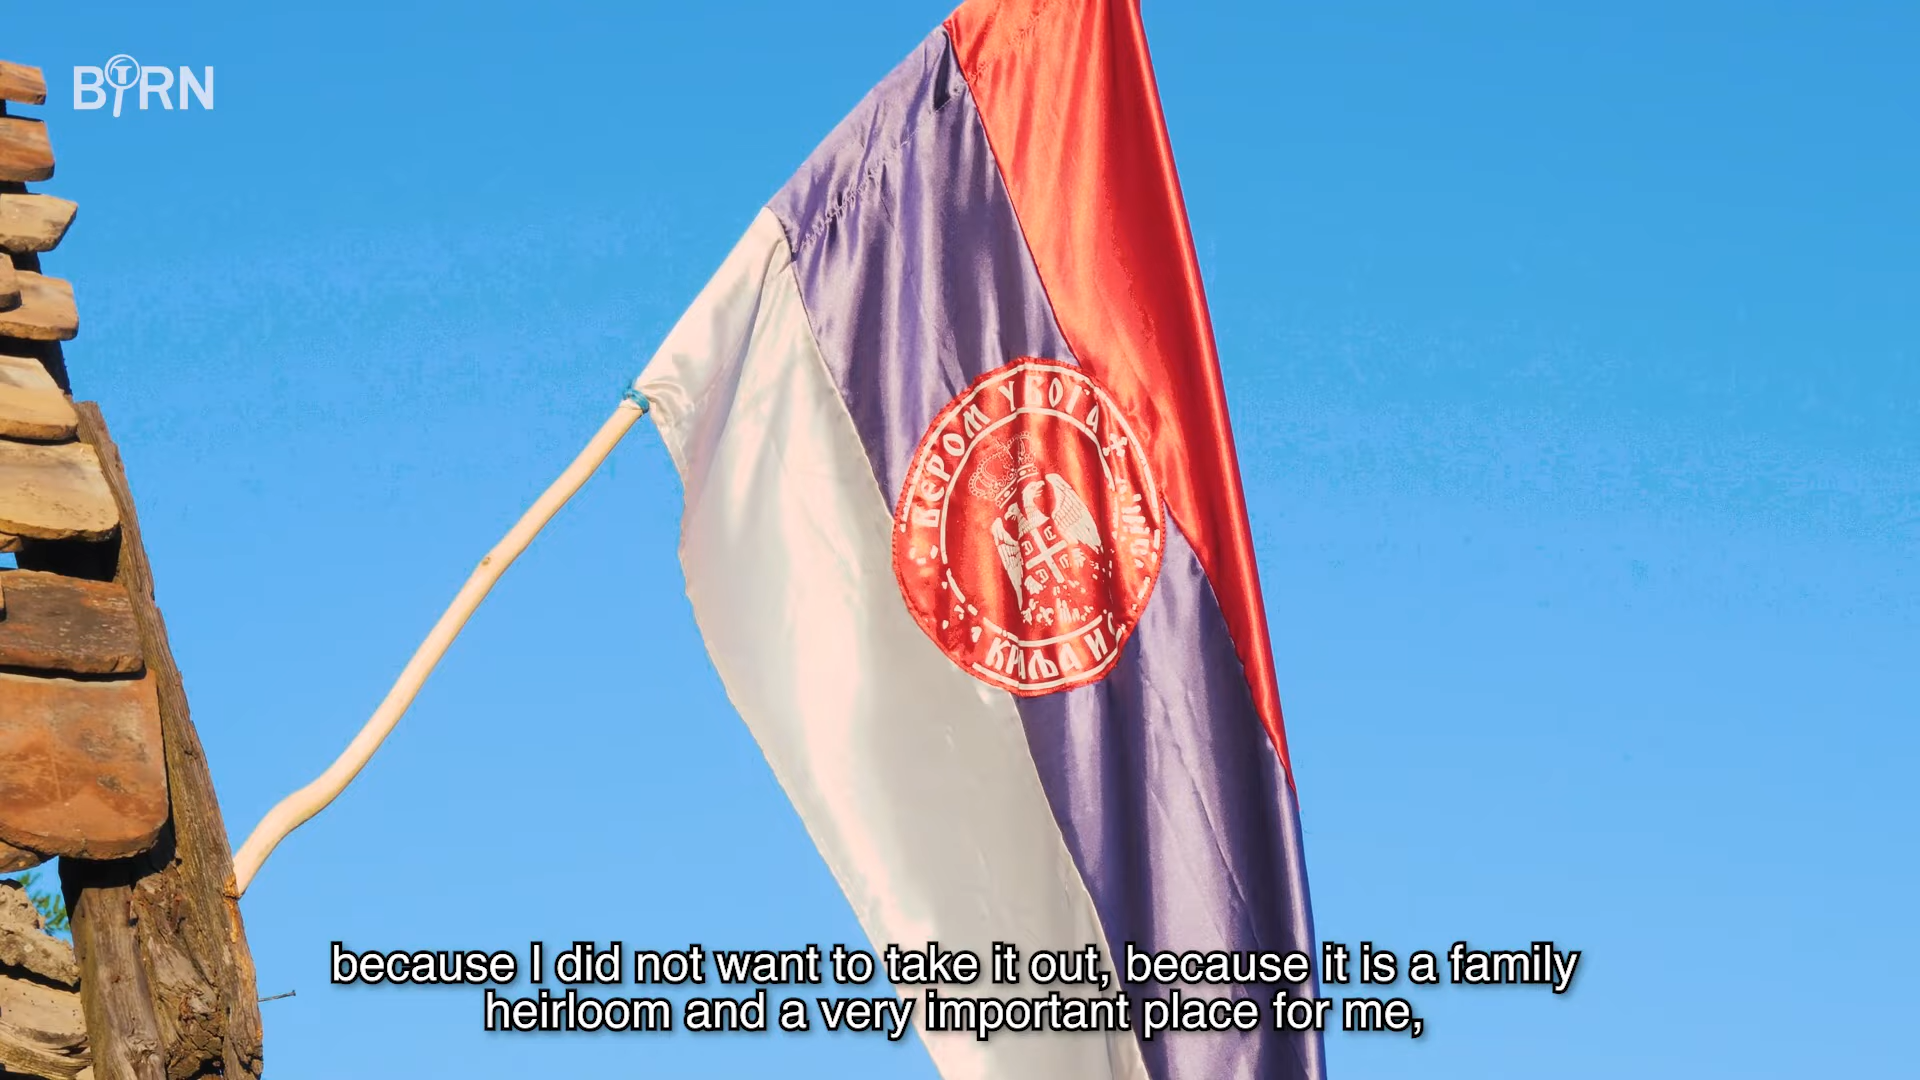 BIRN
ВЕРОМ У БОГА
КРАЉА И
because I did not want to take it out, because it is a family
heirloom and a very important place for me,